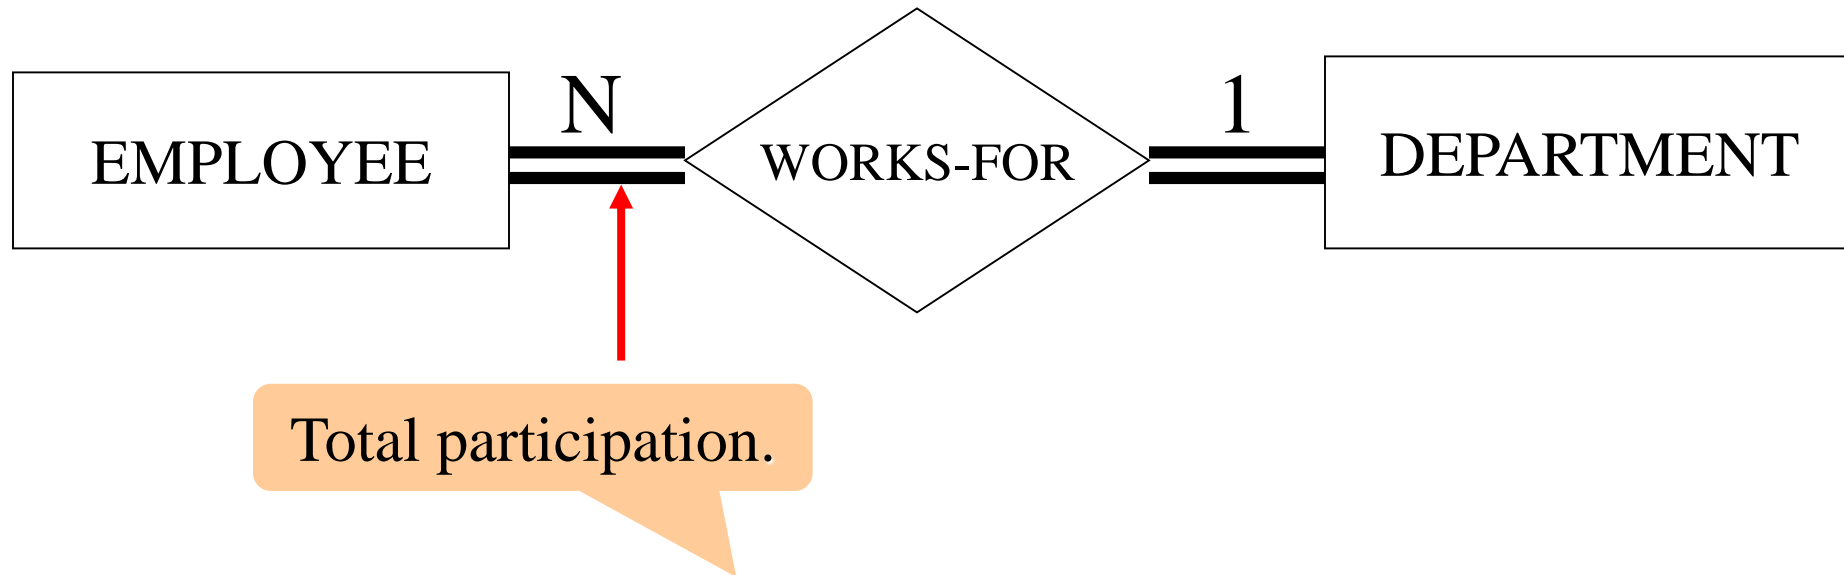 EMPLOYEE
N
WORKS-FOR
1
DEPARTMENT
Total participation.